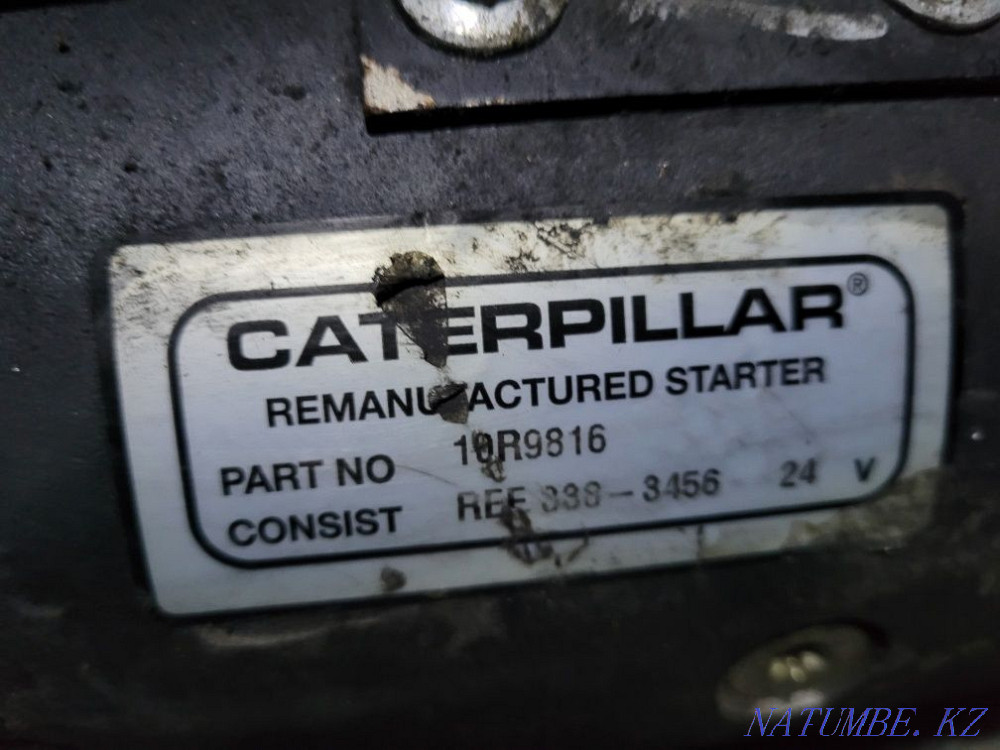 CATERPILLAR®
REMANUFACTURED STARTER
PART NO 10R9816
CONSIST REF 338-3456 24 V
NATUMBE. KZ